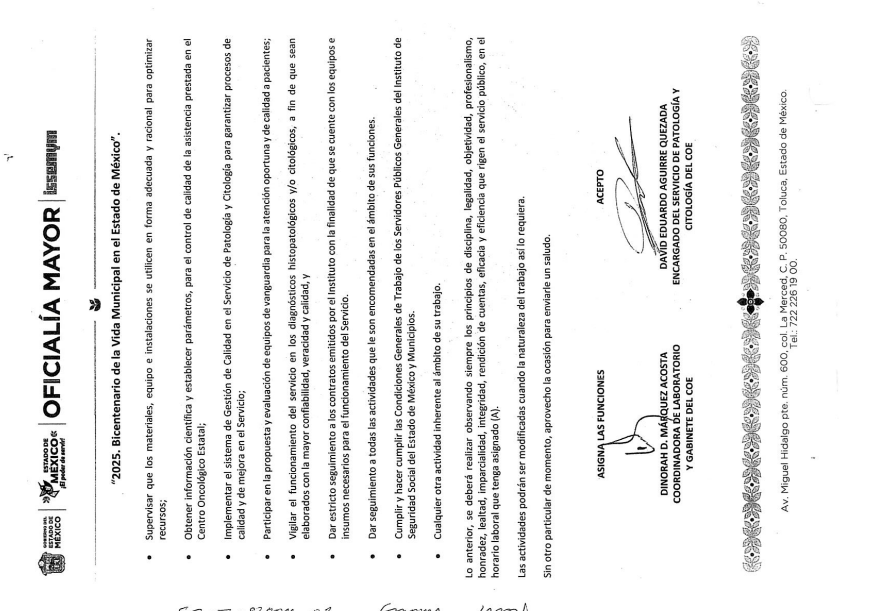 GOBIERNO DEL
ESTADO DE
MÉXICO
ESTADO DE
MÉXICO
¡El poder de servir!
OFICIALÍA MAYOR
issemym
"2025. Bicentenario de la Vida Municipal en el Estado de México".
• Supervisar que los materiales, equipo e instalaciones se utilicen en forma adecuada y racional para optimizar
recursos;
• Obtener información científica y establecer parámetros, para el control de calidad de la asistencia prestada en el
Centro Oncológico Estatal;
• Implementar el sistema de Gestión de Calidad en el Servicio de Patología y Citología para garantizar procesos de
calidad y de mejora en el Servicio;
• Participar en la propuesta y evaluación de equipos de vanguardia para la atención oportuna y de calidad a pacientes;
• Vigilar el funcionamiento del servicio en los diagnósticos histopatológicos y/o citológicos, a fin de que sean
elaborados con la mayor confiabilidad, veracidad y calidad, y
• Dar estricto seguimiento a los contratos emitidos por el Instituto con la finalidad de que se cuente con los equipos e
insumos necesarios para el funcionamiento del Servicio.
• Dar seguimiento a todas las actividades que le son encomendadas en el ámbito de sus funciones.
• Cumplir y hacer cumplir las Condiciones Generales de Trabajo de los Servidores Públicos Generales del Instituto de
Seguridad Social del Estado de México y Municipios.
• Cualquier otra actividad inherente al ámbito de su trabajo.
Lo anterior, se deberá realizar observando siempre los principios de disciplina, legalidad, objetividad, profesionalismo,
honradez, lealtad, imparcialidad, integridad, rendición de cuentas, eficacia y eficiencia que rigen el servicio público, en el
horario laboral que tenga asignado (A).
Las actividades podrán ser modificadas cuando la naturaleza del trabajo así lo requiera.
Sin otro particular de momento, aprovecho la ocasión para enviarle un saludo.
ASIGNA LAS FUNCIONES
DINORAH D. MÁRQUEZ ACOSTA
COORDINADORA DE LABORATORIO
Y GABINETE DEL COE
ACEPTO
DAVID EDUARDO AGUIRRE QUEZADA
ENCARGADO DEL SERVICIO DE PATOLOGÍA Y
CITOLOGÍA DEL COE
Av. Miguel Hidalgo pte. núm. 600, col. La Merced, C. P. 50080, Toluca, Estado de México.
Tel.: 722 226 19 00.